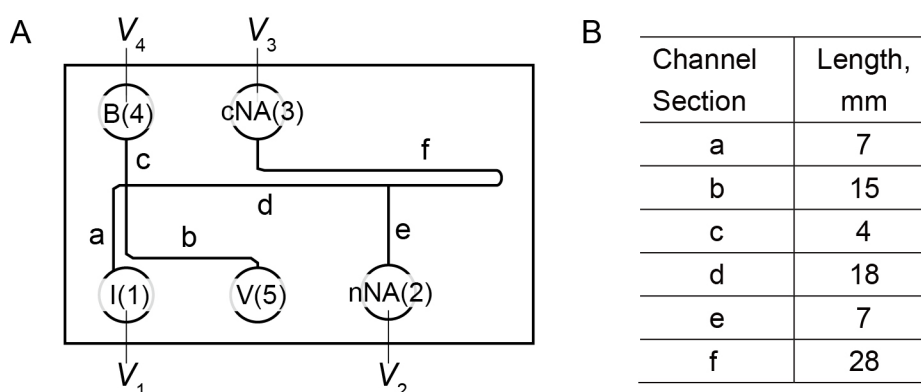 A
V4
V3
B(4)
cNA(3)
c
f
d
a
b
e
I(1)
V(5)
nNA(2)
V1
V2
B
Channel Section
Length, mm
a 7
b 15
c 4
d 18
e 7
f 28